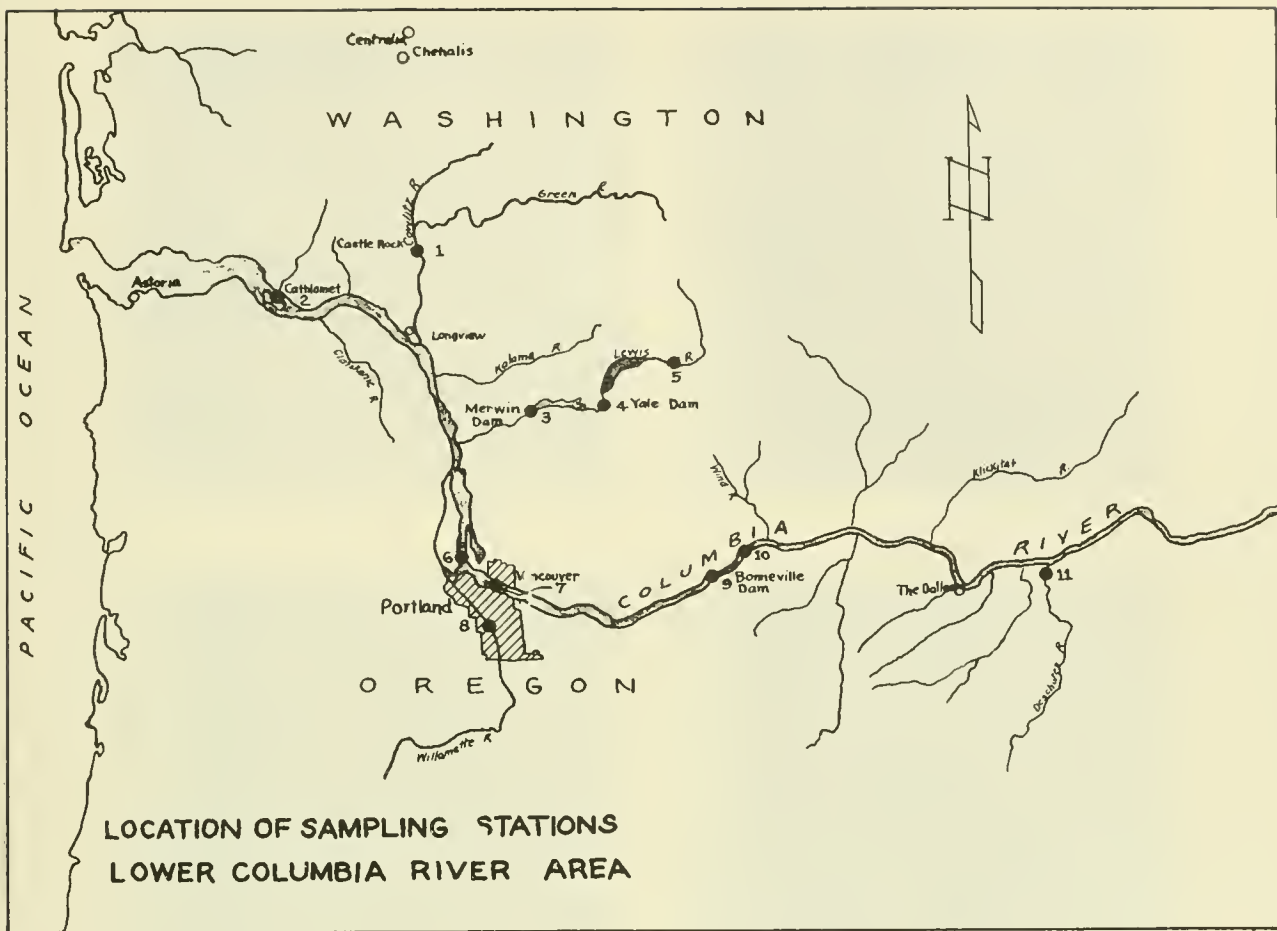 Centralia
Chehalis
WASHINGTON
Cowlitz R
Green R
Castle Rock
1
Astoria
Cathlamet
2
Longview
Kalama R
Lewis R
5
Merwin
Dam
3
4 Yale Dam
PACIFIC OCEAN
Wind R
Klickitat R.
COLUMBIA RIVER
6
Vancouver
7
10
9 Bonneville
Dam
The Dalles
11
Portland
8
OREGON
Deschutes R
Willamette R
LOCATION OF SAMPLING STATIONS
LOWER COLUMBIA RIVER AREA